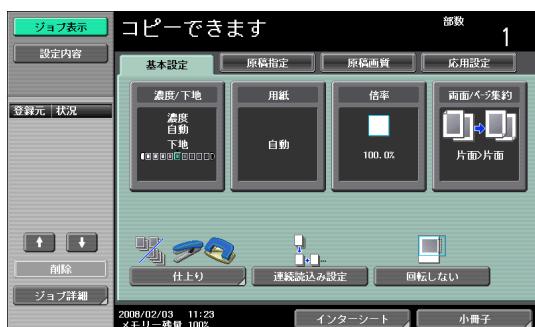 ジョブ表示
設定内容
登録元 状況
削除
ジョブ詳細
コピーできます
部数
1
基本設定
原稿指定
原稿画質
応用設定
濃度/下地
濃度
自動
下地
用紙
自動
倍率
100.0%
両面/ページ集約
片面>片面
仕上り
連続読込み設定
回転しない
2008/02/03 11:23
メモリー残量 100%
インターシート
小冊子